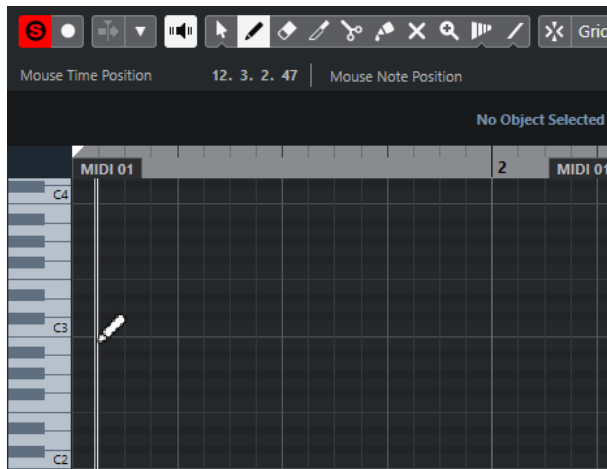 S
Gric
Mouse Time Position 12. 3. 2. 47 Mouse Note Position
No Object Selected
MIDI 01 2 MIDI 01
C4
C3
C2